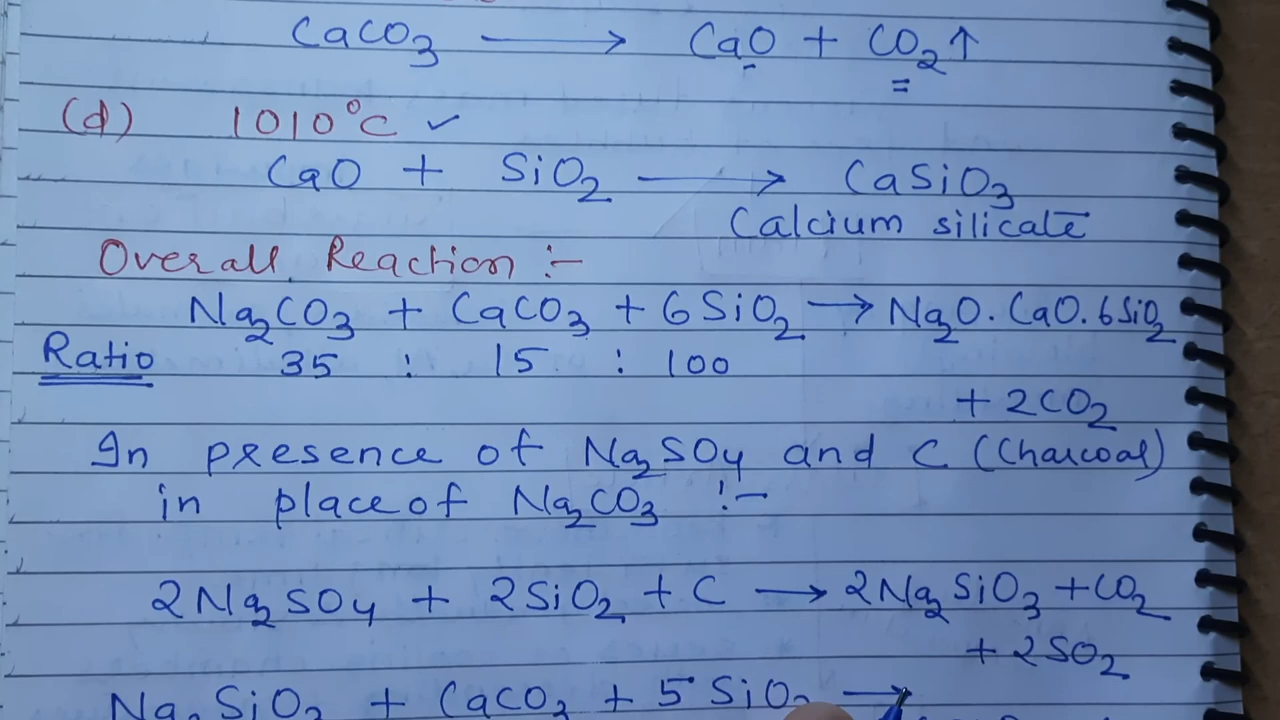 CaCO₃ ⟶ CaO + CO₂↑
(d) 1010°C ✓
CaO + SiO₂ ⟶ CaSiO₃
Calcium silicate
Overall Reaction :-
Na₂CO₃ + CaCO₃ + 6SiO₂ → Na₂O. CaO. 6SiO₂
Ratio 35 : 15 : 100
+ 2CO₂
In presence of Na₂SO₄ and C (Charcoal)
in place of Na₂CO₃ :-
2Na₂SO₄ + 2SiO₂ + C → 2Na₂SiO₃ + CO₂
+ 2SO₂
Na₂SiO₃ + CaCO₃ + 5SiO₂ →